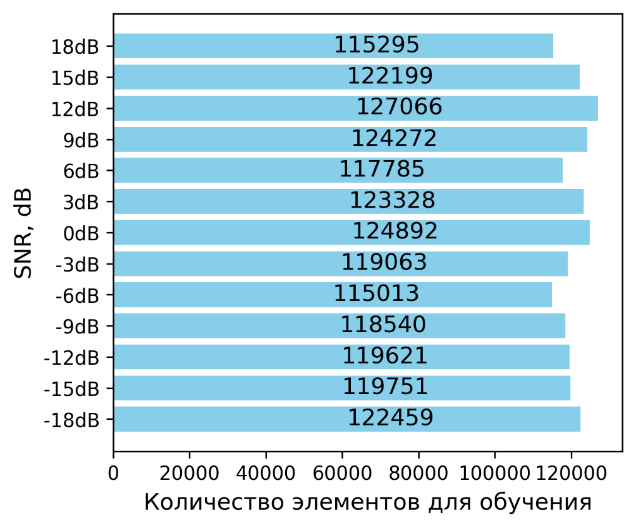 18dB 115295
15dB 122199
12dB 127066
9dB 124272
6dB 117785
3dB 123328
0dB 124892
-3dB 119063
-6dB 115013
-9dB 118540
-12dB 119621
-15dB 119751
-18dB 122459
SNR, dB
0 20000 40000 60000 80000 100000 120000
Количество элементов для обучения